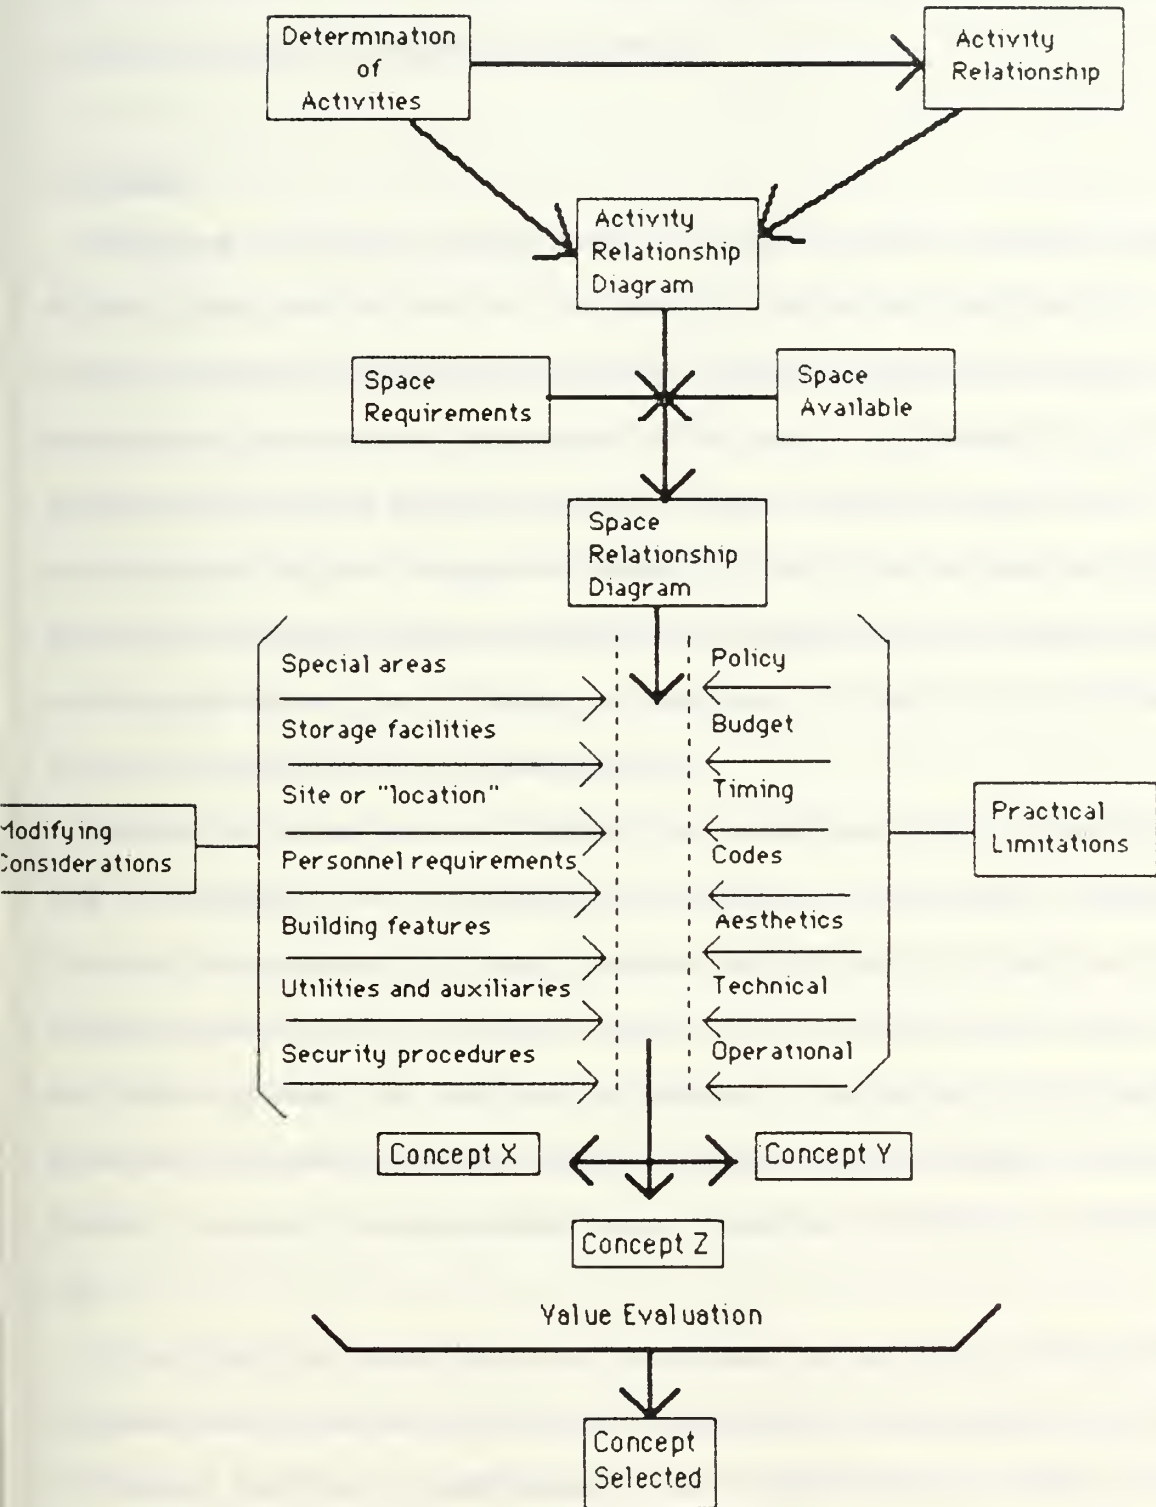 Determination
of
Activities
Activity
Relationship
Activity
Relationship
Diagram
Space
Requirements
Space
Available
Space
Relationship
Diagram
Modifying
Considerations
Special areas
Storage facilities
Site or "location"
Personnel requirements
Building features
Utilities and auxiliaries
Security procedures
Policy
Budget
Timing
Codes
Aesthetics
Technical
Operational
Practical
Limitations
Concept X
Concept Y
Concept Z
Value Evaluation
Concept
Selected